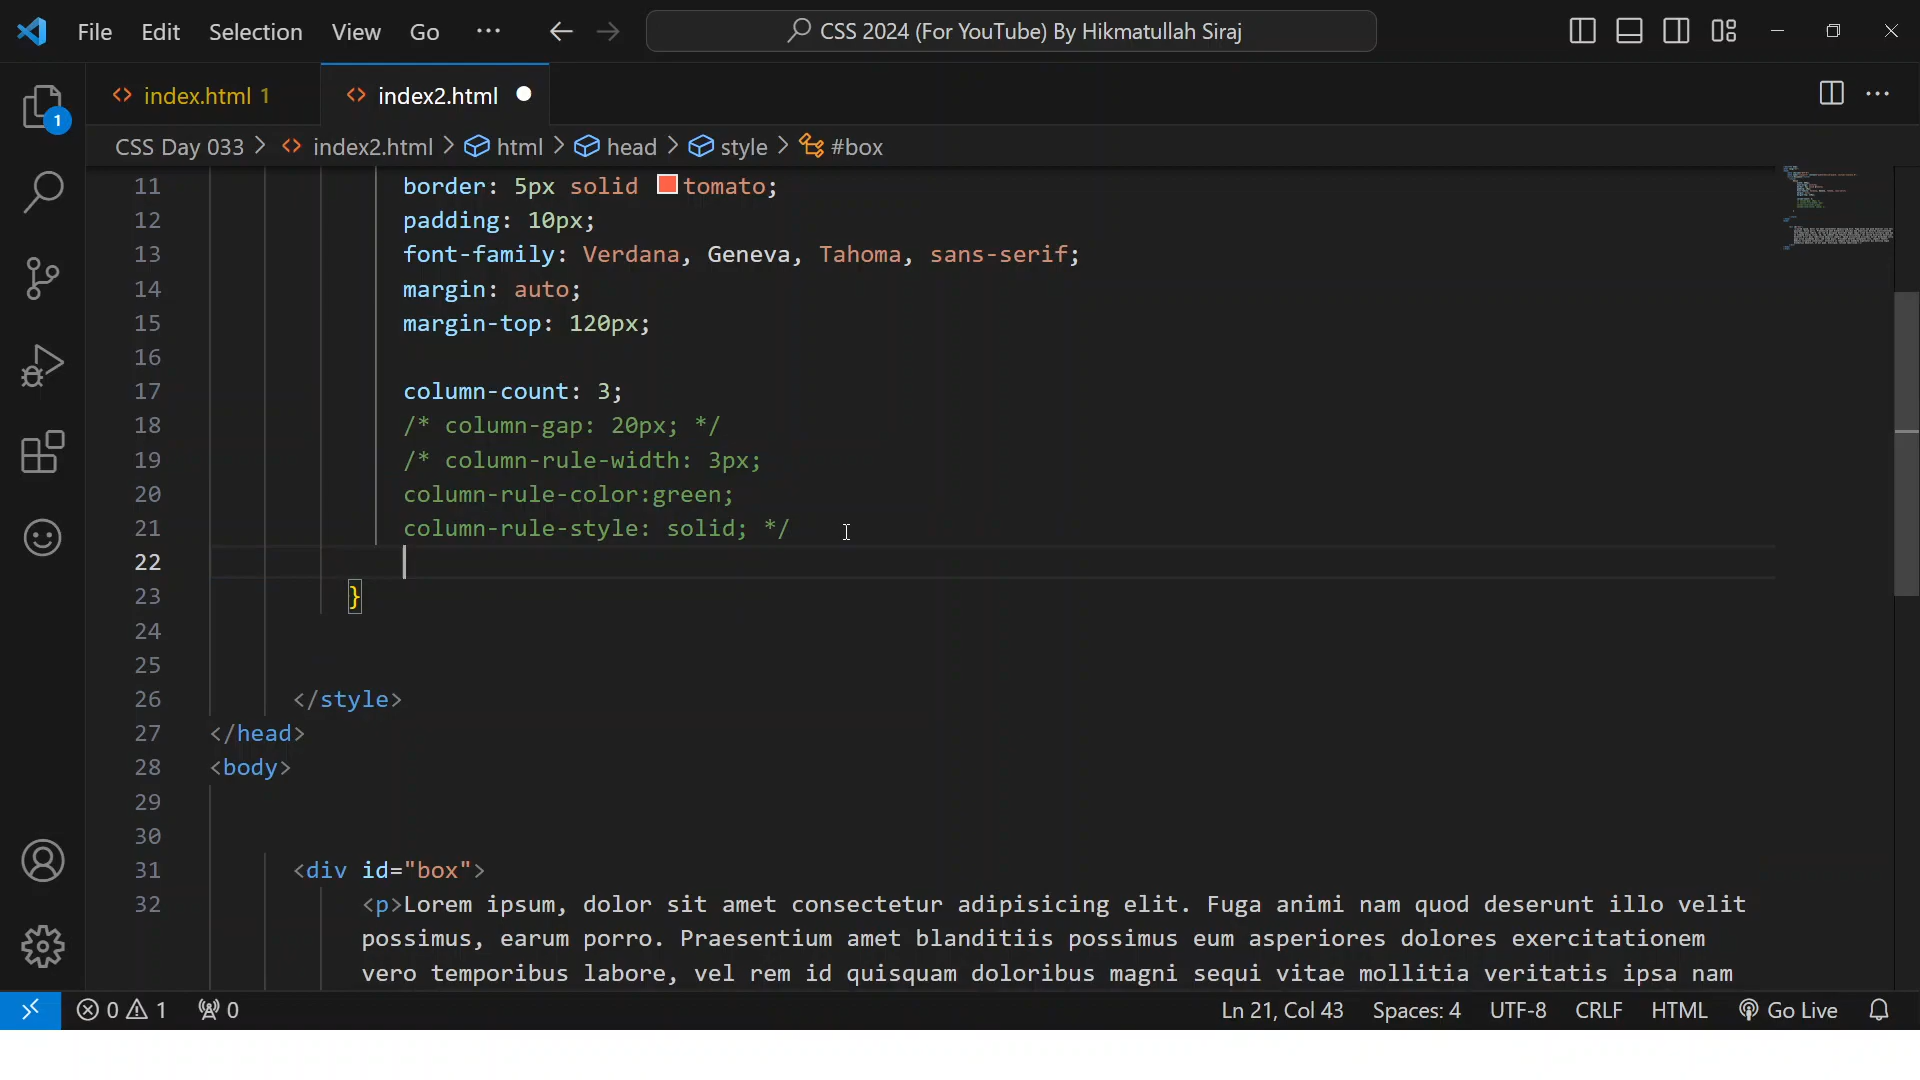 File Edit Selection View Go ··· CSS 2024 (For YouTube) By Hikmatullah Siraj
index.html 1 index2.html
CSS Day 033 > index2.html > html > head > style > #box
11 border: 5px solid tomato;
12 padding: 10px;
13 font-family: Verdana, Geneva, Tahoma, sans-serif;
14 margin: auto;
15 margin-top: 120px;
16
17 column-count: 3;
18 /* column-gap: 20px; */
19 /* column-rule-width: 3px;
20 column-rule-color:green;
21 column-rule-style: solid; */
22
23 }
24
25
26 </style>
27 </head>
28 <body>
29
30
31 <div id="box">
32 <p>Lorem ipsum, dolor sit amet consectetur adipisicing elit. Fuga animi nam quod deserunt illo velit
possimus, earum porro. Praesentium amet blanditiis possimus eum asperiores dolores exercitationem
vero temporibus labore, vel rem id quisquam doloribus magni sequi vitae mollitia veritatis ipsa nam
1
0 1 0 Ln 21, Col 43 Spaces: 4 UTF-8 CRLF HTML Go Live